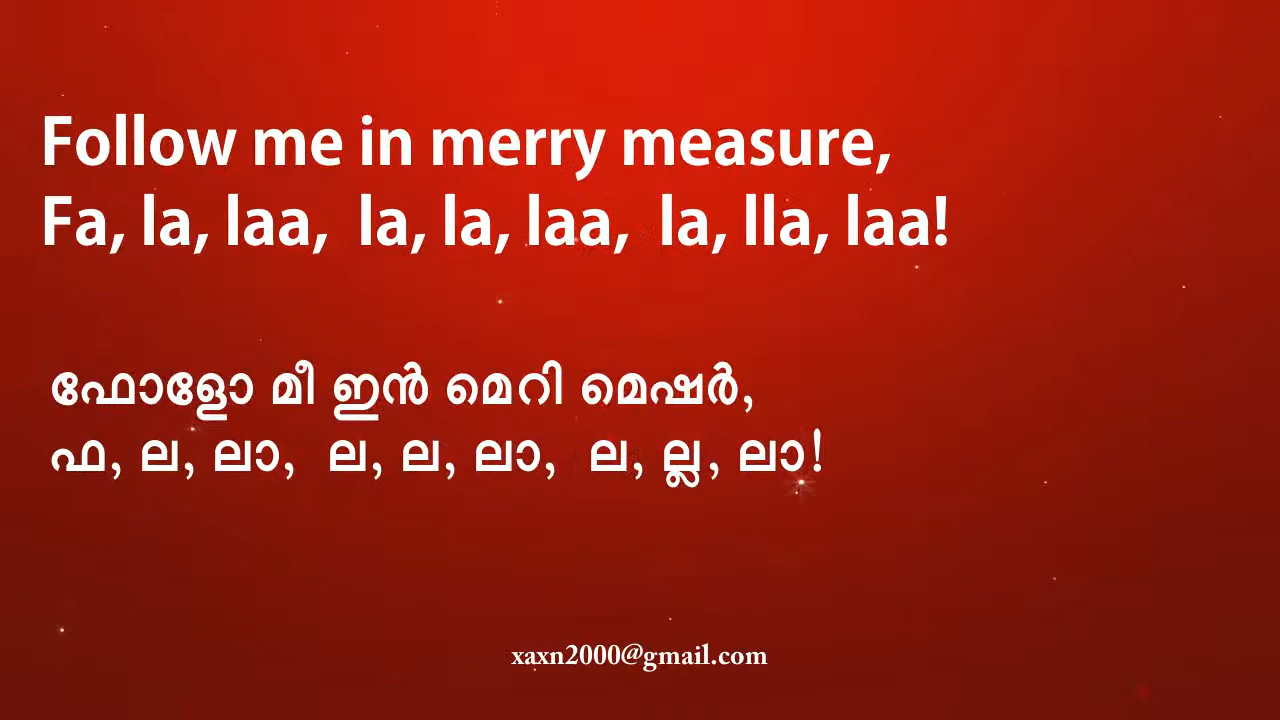 Follow me in merry measure,
Fa, la, laa, la, la, laa, la, lla, laa!
ഫോളോ മീ ഇൻ മെറി മെഷർ,
ഫ, ല, ലാ, ല, ല, ലാ, ല, ല്ല, ലാ!
xaxn2000@gmail.com